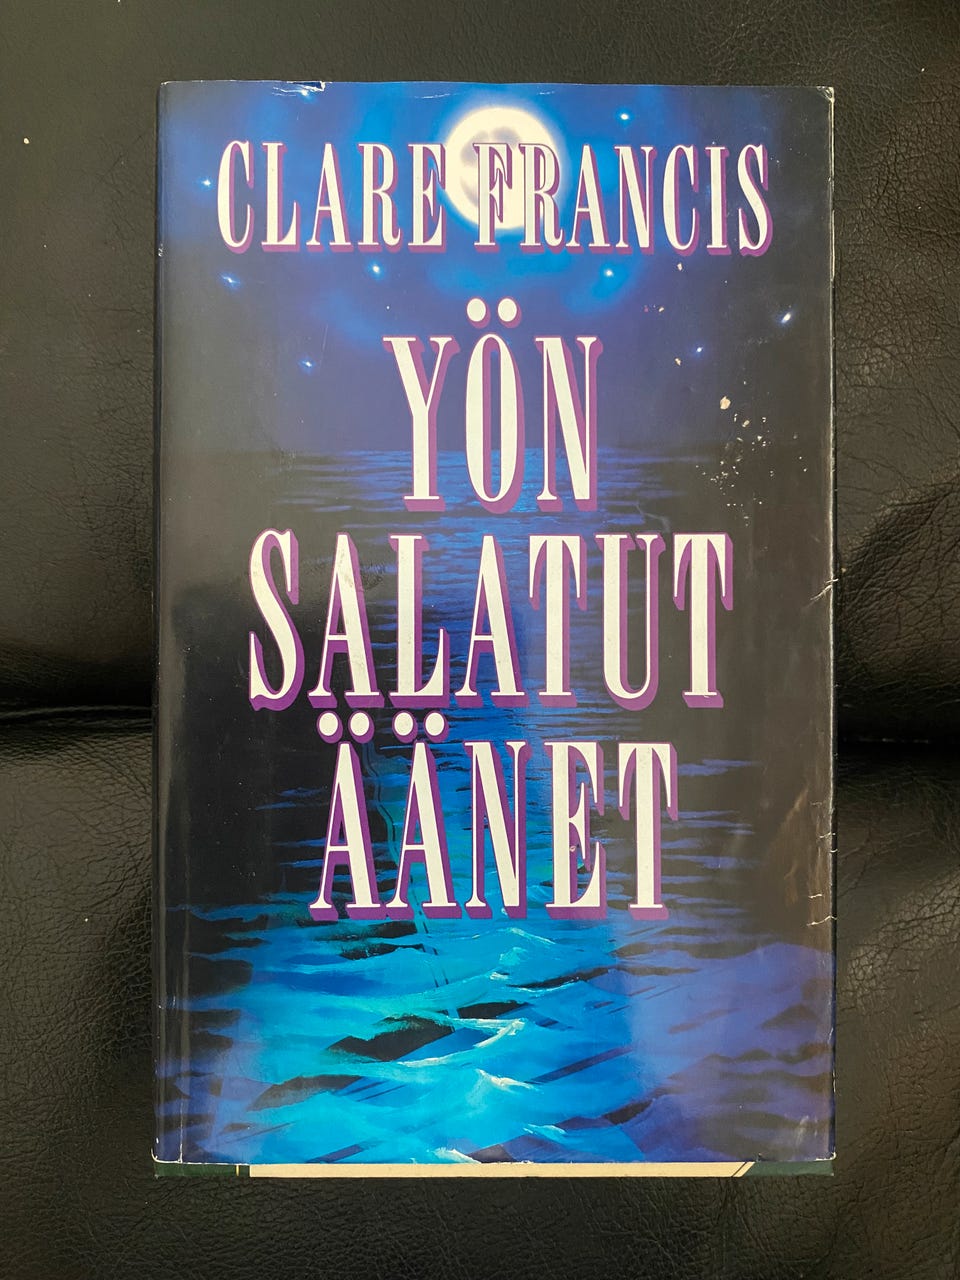 CLARE FRANCIS
YÖN
SALATUT
ÄÄNET